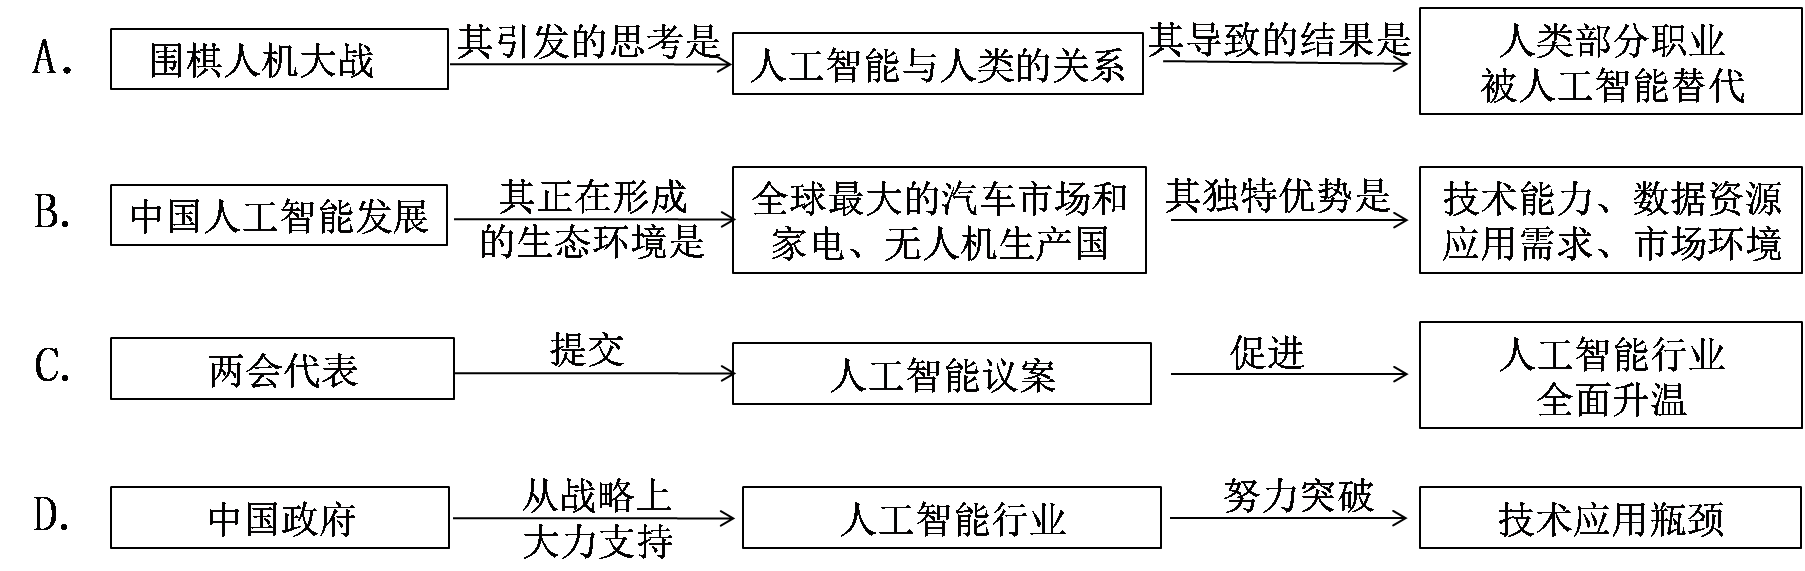 A. 围棋人机大战 其引发的思考是 人工智能与人类的关系 其导致的结果是 人类部分职业
被人工智能替代
B. 中国人工智能发展 其正在形成
的生态环境是 全球最大的汽车市场和
家电、无人机生产国 其独特优势是 技术能力、数据资源
应用需求、市场环境
C. 两会代表 提交 人工智能议案 促进 人工智能行业
全面升温
D. 中国政府 从战略上
大力支持 人工智能行业 努力突破 技术应用瓶颈